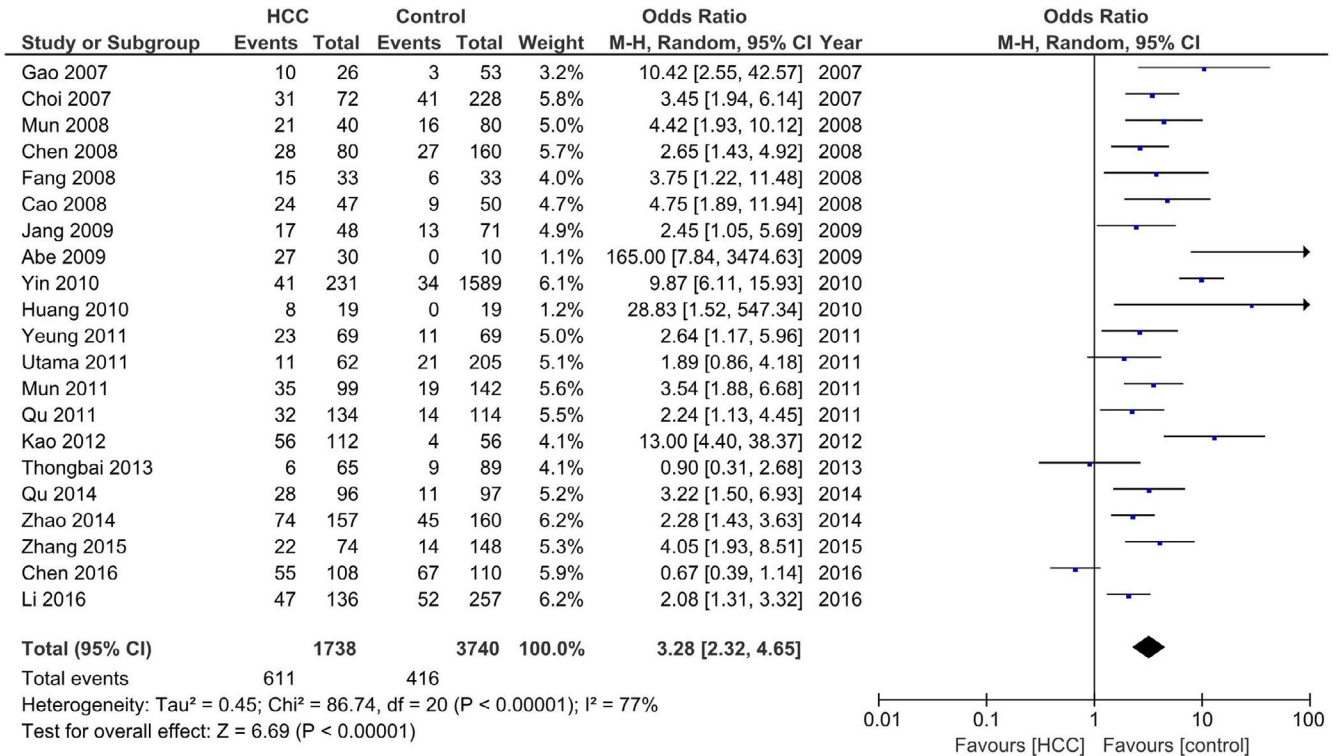 HCC Control Odds Ratio Odds Ratio
Study or Subgroup Events Total Events Total Weight M-H, Random, 95% CI Year M-H, Random, 95% CI
Gao 2007 10 26 3 53 3.2% 10.42 [2.55, 42.57] 2007
Choi 2007 31 72 41 228 5.8% 3.45 [1.94, 6.14] 2007
Mun 2008 21 40 16 80 5.0% 4.42 [1.93, 10.12] 2008
Chen 2008 28 80 27 160 5.7% 2.65 [1.43, 4.92] 2008
Fang 2008 15 33 6 33 4.0% 3.75 [1.22, 11.48] 2008
Cao 2008 24 47 9 50 4.7% 4.75 [1.89, 11.94] 2008
Jang 2009 17 48 13 71 4.9% 2.45 [1.05, 5.69] 2009
Abe 2009 27 30 0 10 1.1% 165.00 [7.84, 3474.63] 2009
Yin 2010 41 231 34 1589 6.1% 9.87 [6.11, 15.93] 2010
Huang 2010 8 19 0 19 1.2% 28.83 [1.52, 547.34] 2010
Yeung 2011 23 69 11 69 5.0% 2.64 [1.17, 5.96] 2011
Utama 2011 11 62 21 205 5.1% 1.89 [0.86, 4.18] 2011
Mun 2011 35 99 19 142 5.6% 3.54 [1.88, 6.68] 2011
Qu 2011 32 134 14 114 5.5% 2.24 [1.13, 4.45] 2011
Kao 2012 56 112 4 56 4.1% 13.00 [4.40, 38.37] 2012
Thongbai 2013 6 65 9 89 4.1% 0.90 [0.31, 2.68] 2013
Qu 2014 28 96 11 97 5.2% 3.22 [1.50, 6.93] 2014
Zhao 2014 74 157 45 160 6.2% 2.28 [1.43, 3.63] 2014
Zhang 2015 22 74 14 148 5.3% 4.05 [1.93, 8.51] 2015
Chen 2016 55 108 67 110 5.9% 0.67 [0.39, 1.14] 2016
Li 2016 47 136 52 257 6.2% 2.08 [1.31, 3.32] 2016
Total (95% CI) 1738 3740 100.0% 3.28 [2.32, 4.65]
Total events 611 416
Heterogeneity: Tau² = 0.45; Chi² = 86.74, df = 20 (P < 0.00001); I² = 77%
Test for overall effect: Z = 6.69 (P < 0.00001)
0.01 0.1 1 10 100
Favours [HCC] Favours [control]